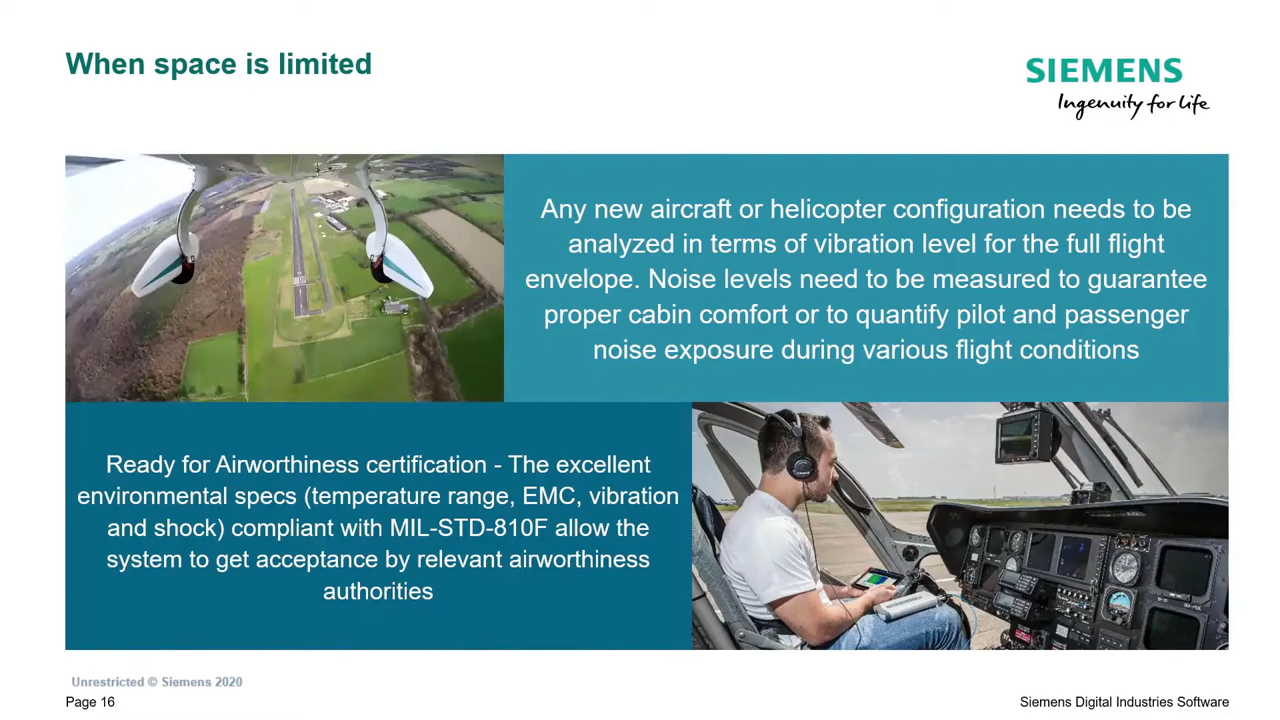 When space is limited
SIEMENS
Ingenuity for life
Any new aircraft or helicopter configuration needs to be
analyzed in terms of vibration level for the full flight
envelope. Noise levels need to be measured to guarantee
proper cabin comfort or to quantify pilot and passenger
noise exposure during various flight conditions
Ready for Airworthiness certification - The excellent
environmental specs (temperature range, EMC, vibration
and shock) compliant with MIL-STD-810F allow the
system to get acceptance by relevant airworthiness
authorities
Unrestricted © Siemens 2020
Page 16
Siemens Digital Industries Software